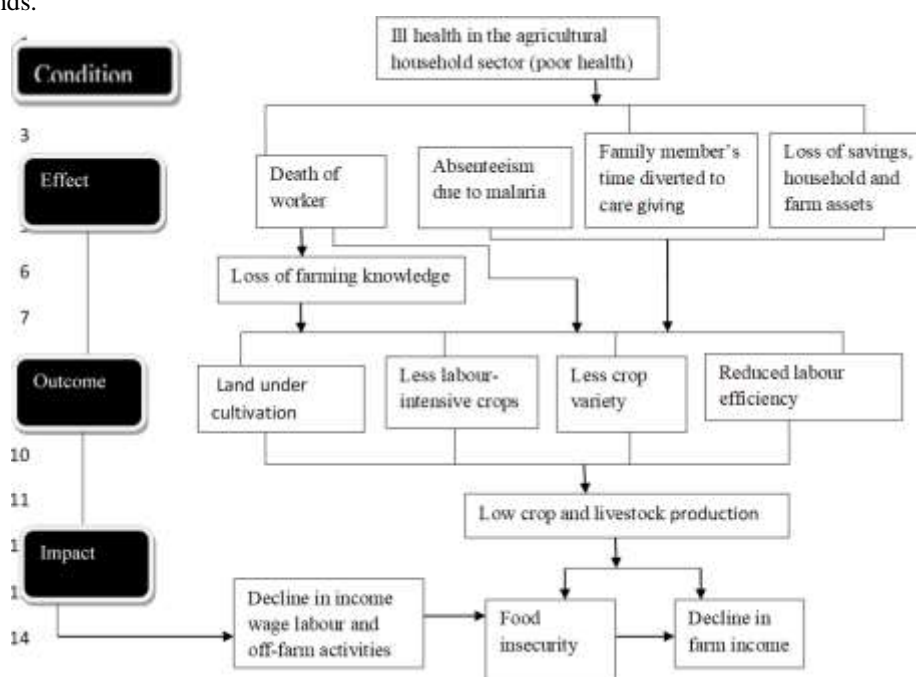 nds.
Ill health in the agricultural
household sector (poor health)
Condition
3
Effect
Death of
worker
Absenteeism
due to malaria
Family member's
time diverted to
care giving
Loss of savings,
household and
farm assets
6
Loss of farming knowledge
7
Outcome
Land under
cultivation
Less labour-
intensive crops
Less crop
variety
Reduced labour
efficiency
10
11
Low crop and livestock production
1
Impact
1
Decline in income
wage labour and
off-farm activities
Food
insecurity
Decline in
farm income
14